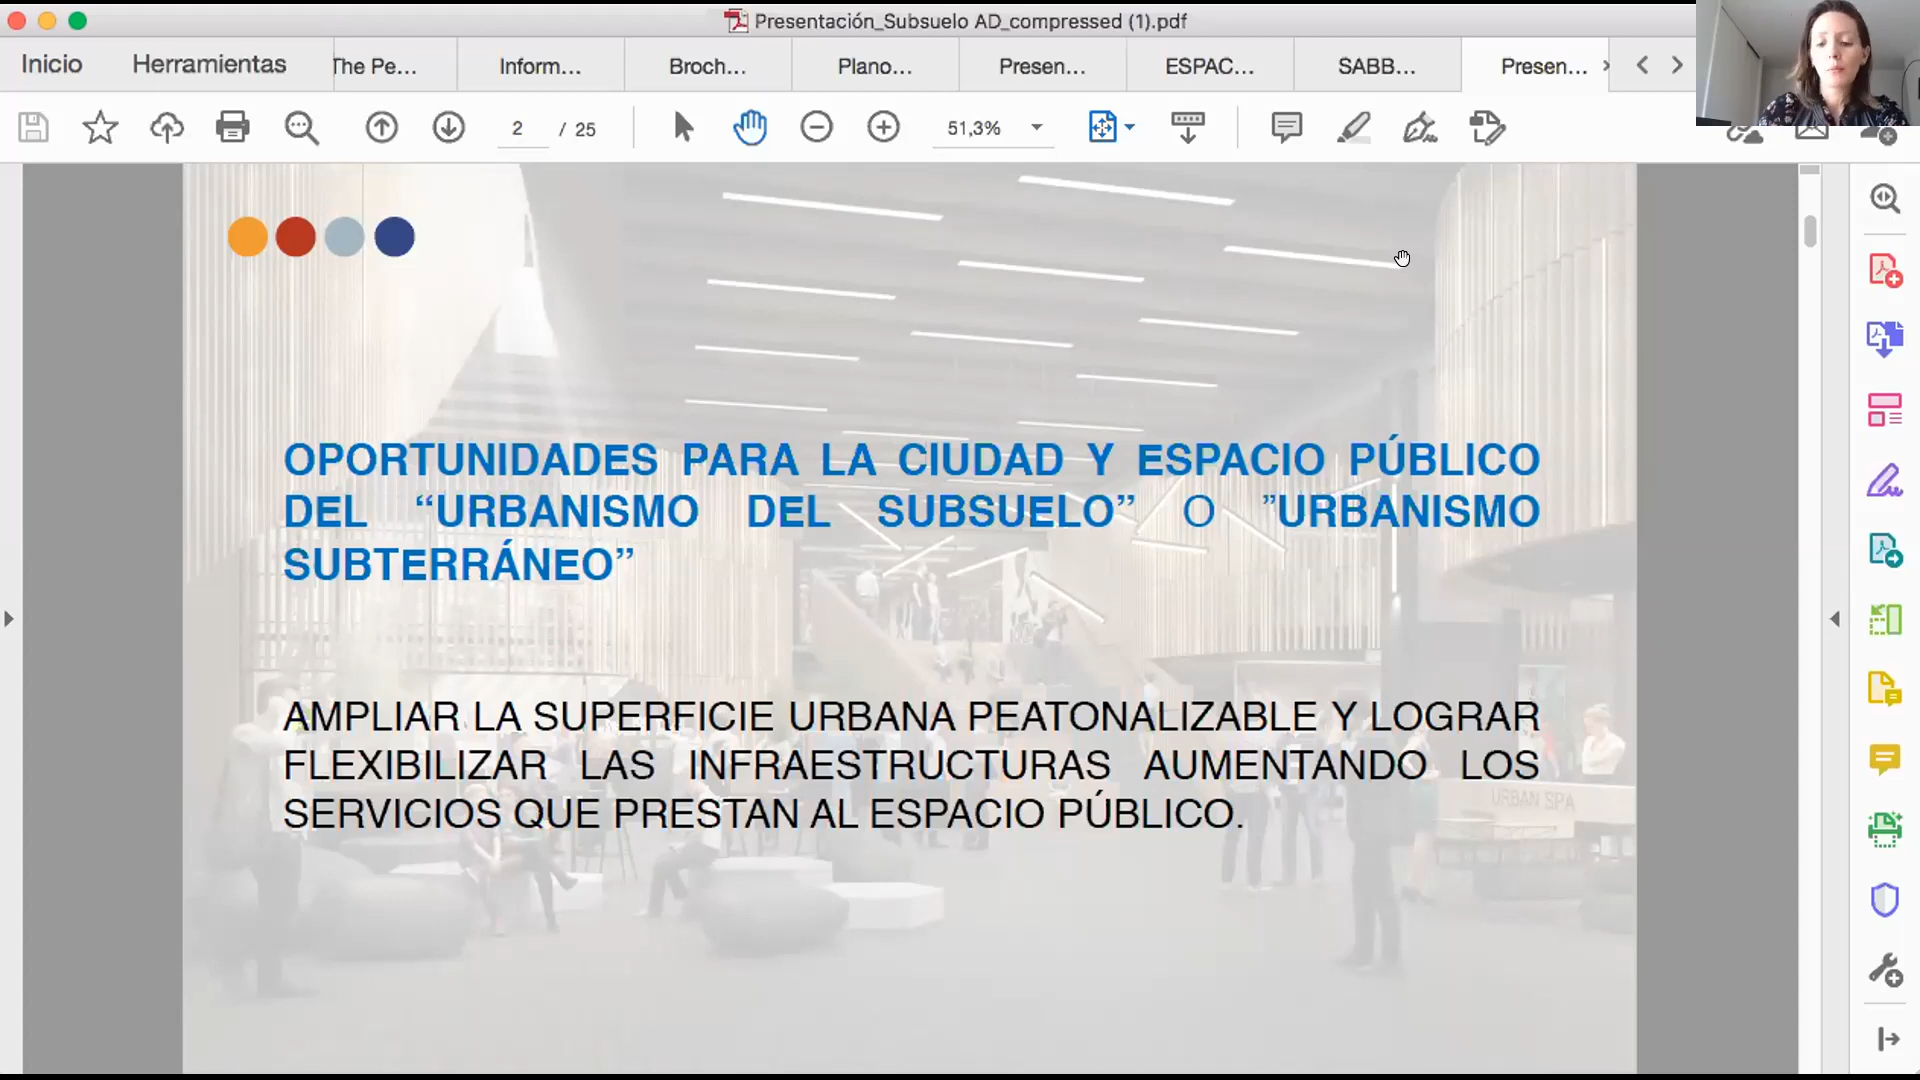 Presentación_Subsuelo AD_compressed (1).pdf
Inicio
Herramientas
The Pe...
Inform...
Broch...
Plano...
Presen...
ESPAC...
SABB...
Presen...
2 / 25
51,3%
OPORTUNIDADES PARA LA CIUDAD Y ESPACIO PÚBLICO
DEL “URBANISMO DEL SUBSUELO” O ”URBANISMO
SUBTERRÁNEO”
AMPLIAR LA SUPERFICIE URBANA PEATONALIZABLE Y LOGRAR
FLEXIBILIZAR LAS INFRAESTRUCTURAS AUMENTANDO LOS
SERVICIOS QUE PRESTAN AL ESPACIO PÚBLICO.
URBAN SPA